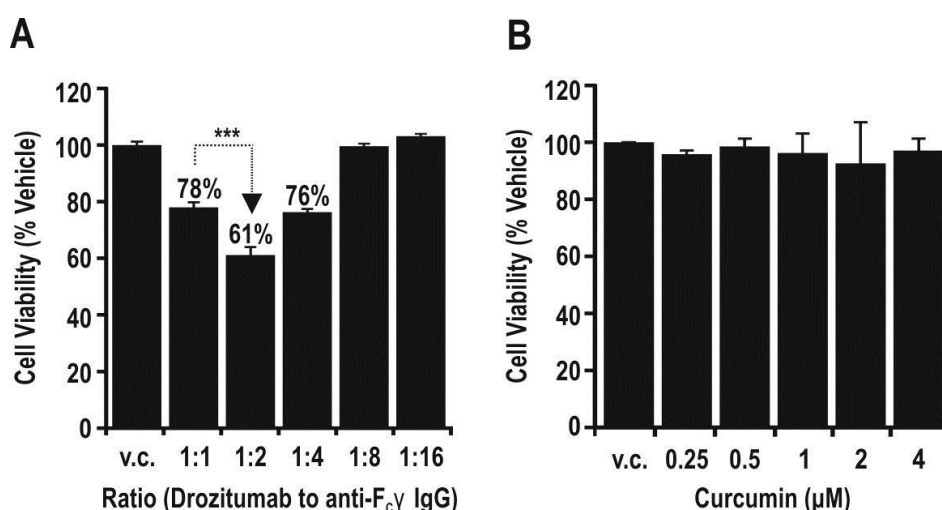 A
Cell Viability (% Vehicle)
120
100
80
60
40
20
0
***
78%
61%
76%
v.c. 1:1 1:2 1:4 1:8 1:16
Ratio (Drozitumab to anti-Fcγ IgG)
B
Cell Viability (% Vehicle)
120
100
80
60
40
20
0
v.c. 0.25 0.5 1 2 4
Curcumin (µM)